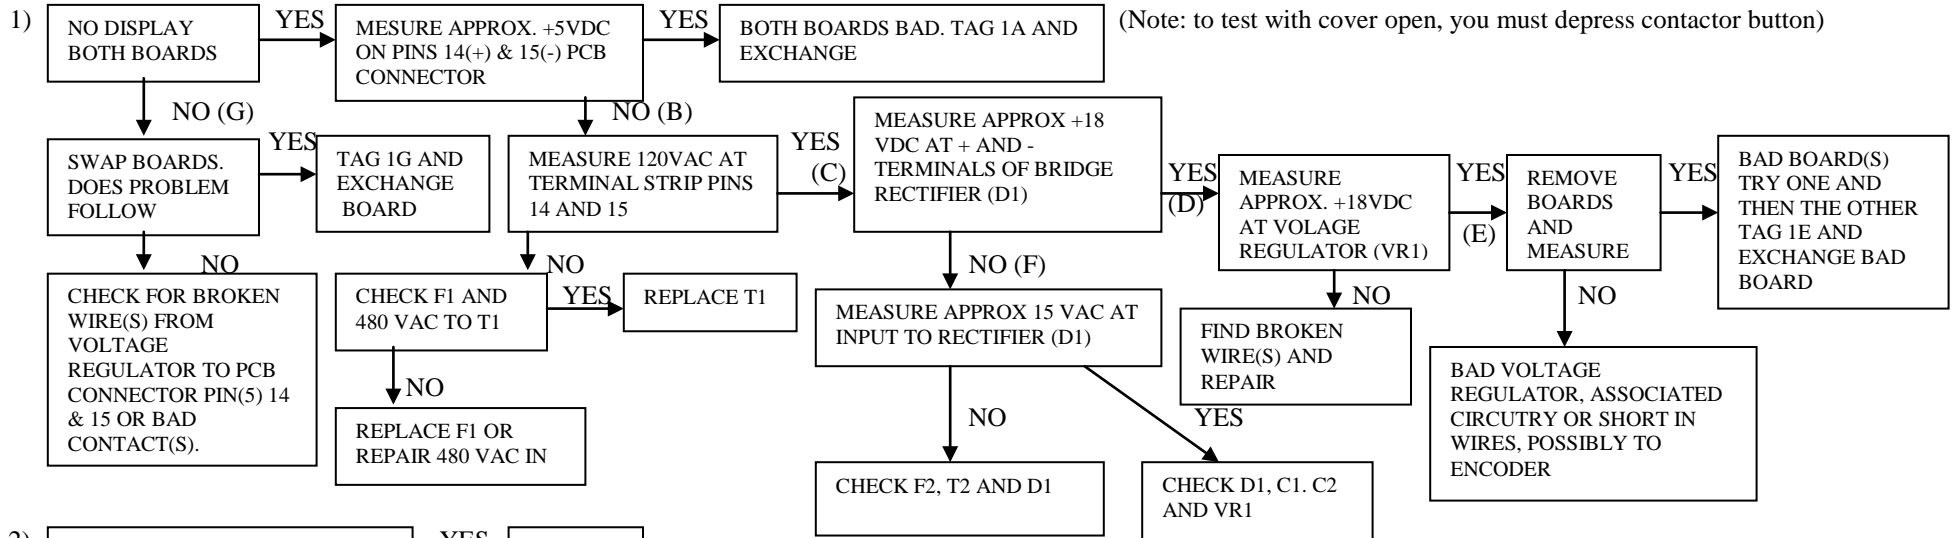 1)
NO DISPLAY
BOTH BOARDS
YES
MESURE APPROX. +5VDC
ON PINS 14(+) & 15(-) PCB
CONNECTOR
YES
BOTH BOARDS BAD. TAG 1A AND
EXCHANGE
(Note: to test with cover open, you must depress contactor button)
NO (G)
NO (B)
SWAP BOARDS.
DOES PROBLEM
FOLLOW
YES
TAG 1G AND
EXCHANGE
BOARD
MEASURE 120VAC AT
TERMINAL STRIP PINS
14 AND 15
YES
(C)
MEASURE APPROX +18
VDC AT + AND -
TERMINALS OF BRIDGE
RECTIFIER (D1)
YES
(D)
MEASURE
APPROX. +18VDC
AT VOLAGE
REGULATOR (VR1)
YES
(E)
REMOVE
BOARDS
AND
MEASURE
YES
BAD BOARD(S)
TRY ONE AND
THEN THE OTHER
TAG 1E AND
EXCHANGE BAD
BOARD
NO
CHECK FOR BROKEN
WIRE(S) FROM
VOLTAGE
REGULATOR TO PCB
CONNECTOR PIN(5) 14
& 15 OR BAD
CONTACT(S).
NO
CHECK F1 AND
480 VAC TO T1
YES
REPLACE T1
NO
REPLACE F1 OR
REPAIR 480 VAC IN
NO (F)
MEASURE APPROX 15 VAC AT
INPUT TO RECTIFIER (D1)
NO
CHECK F2, T2 AND D1
YES
CHECK D1, C1. C2
AND VR1
NO
FIND BROKEN
WIRE(S) AND
REPAIR
NO
BAD VOLTAGE
REGULATOR, ASSOCIATED
CIRCUTRY OR SHORT IN
WIRES, POSSIBLY TO
ENCODER
2)
YES